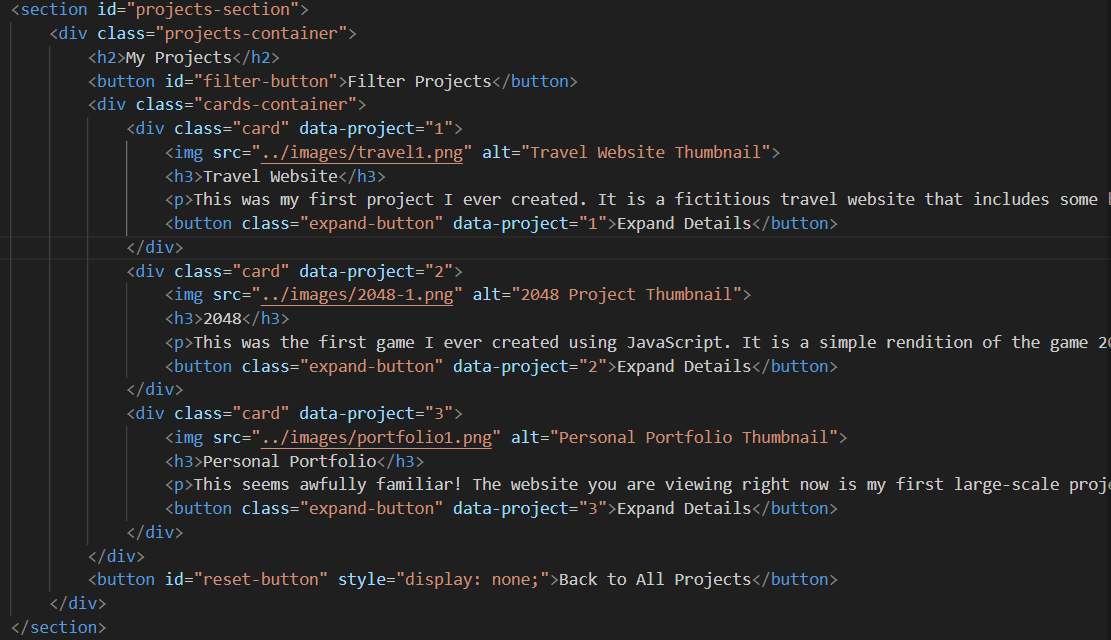 <section id="projects-section">
<div class="projects-container">
<h2>My Projects</h2>
<button id="filter-button">Filter Projects</button>
<div class="cards-container">
<div class="card" data-project="1">
<img src="../images/travel1.png" alt="Travel Website Thumbnail">
<h3>Travel Website</h3>
<p>This was my first project I ever created. It is a fictitious travel website that includes some
<button class="expand-button" data-project="1">Expand Details</button>
</div>
<div class="card" data-project="2">
<img src="../images/2048-1.png" alt="2048 Project Thumbnail">
<h3>2048</h3>
<p>This was the first game I ever created using JavaScript. It is a simple rendition of the game
<button class="expand-button" data-project="2">Expand Details</button>
</div>
<div class="card" data-project="3">
<img src="../images/portfolio1.png" alt="Personal Portfolio Thumbnail">
<h3>Personal Portfolio</h3>
<p>This seems awfully familiar! The website you are viewing right now is my first large-scale
<button class="expand-button" data-project="3">Expand Details</button>
</div>
</div>
<button id="reset-button" style="display: none;">Back to All Projects</button>
</div>
</section>